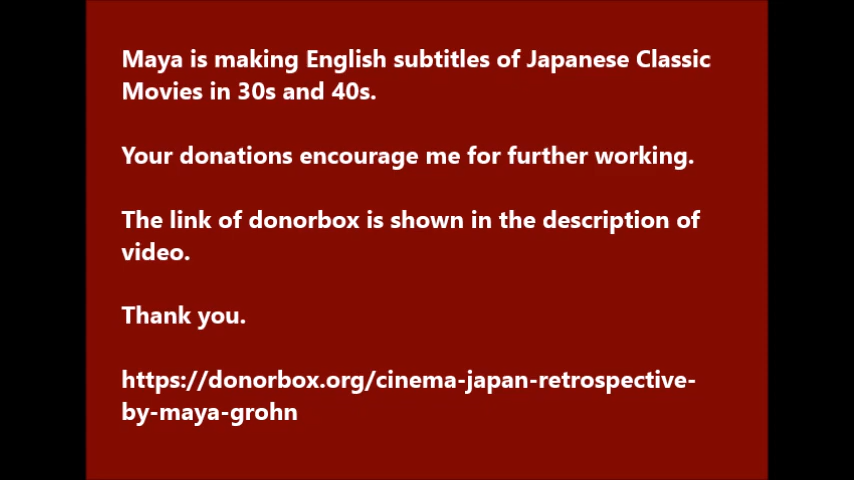 Maya is making English subtitles of Japanese Classic
Movies in 30s and 40s.
Your donations encourage me for further working.
The link of donorbox is shown in the description of
video.
Thank you.
https://donorbox.org/cinema-japan-retrospective-
by-maya-grohn